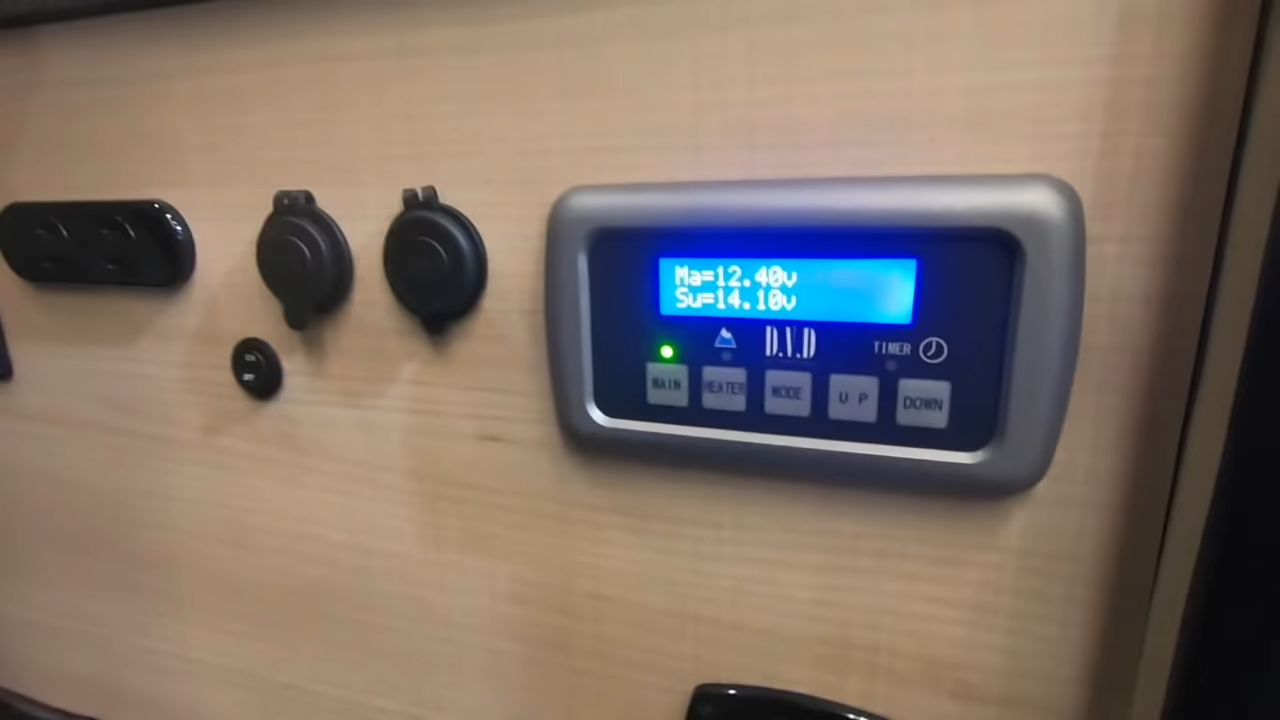 Ma=12.40v
Su=14.10v
D.V.D
TIMER
MAIN
HEATER
MODE
U P
DOWN